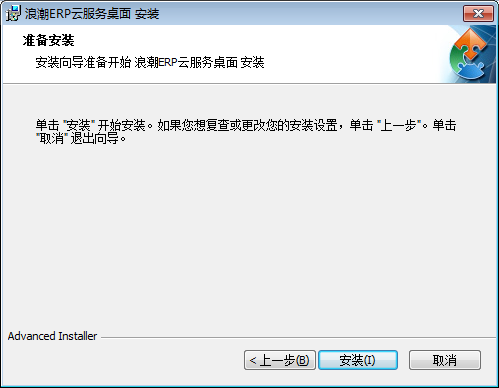 浪潮ERP云服务桌面 安装
准备安装
安装向导准备开始 浪潮ERP云服务桌面 安装
单击 "安装" 开始安装。如果您想复查或更改您的安装设置，单击 "上一步"。单击
"取消" 退出向导。
Advanced Installer
< 上一步(B)
安装(I)
取消